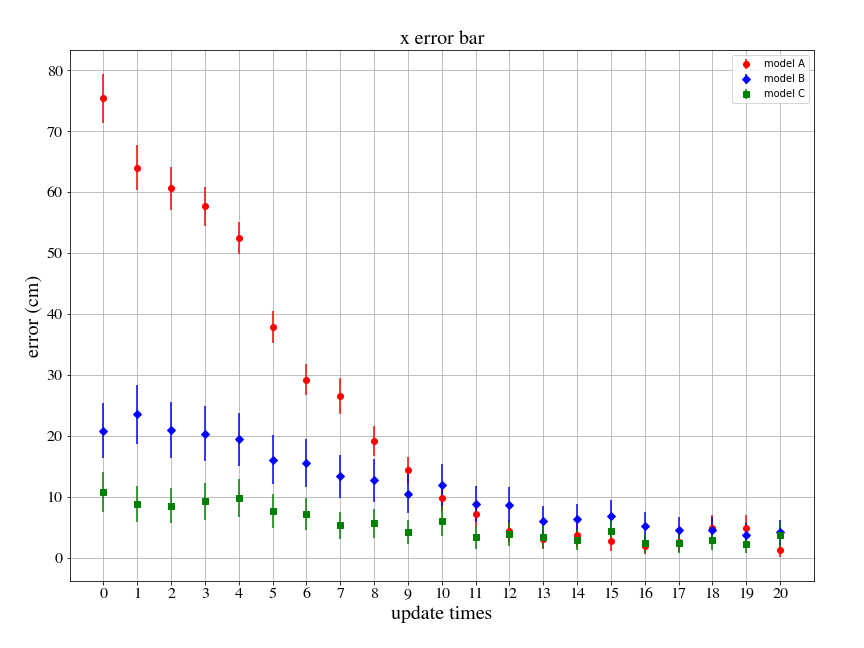 x error bar
model A
model B
model C
80
70
60
50
40
30
20
10
0
error (cm)
0 1 2 3 4 5 6 7 8 9 10 11 12 13 14 15 16 17 18 19 20
update times